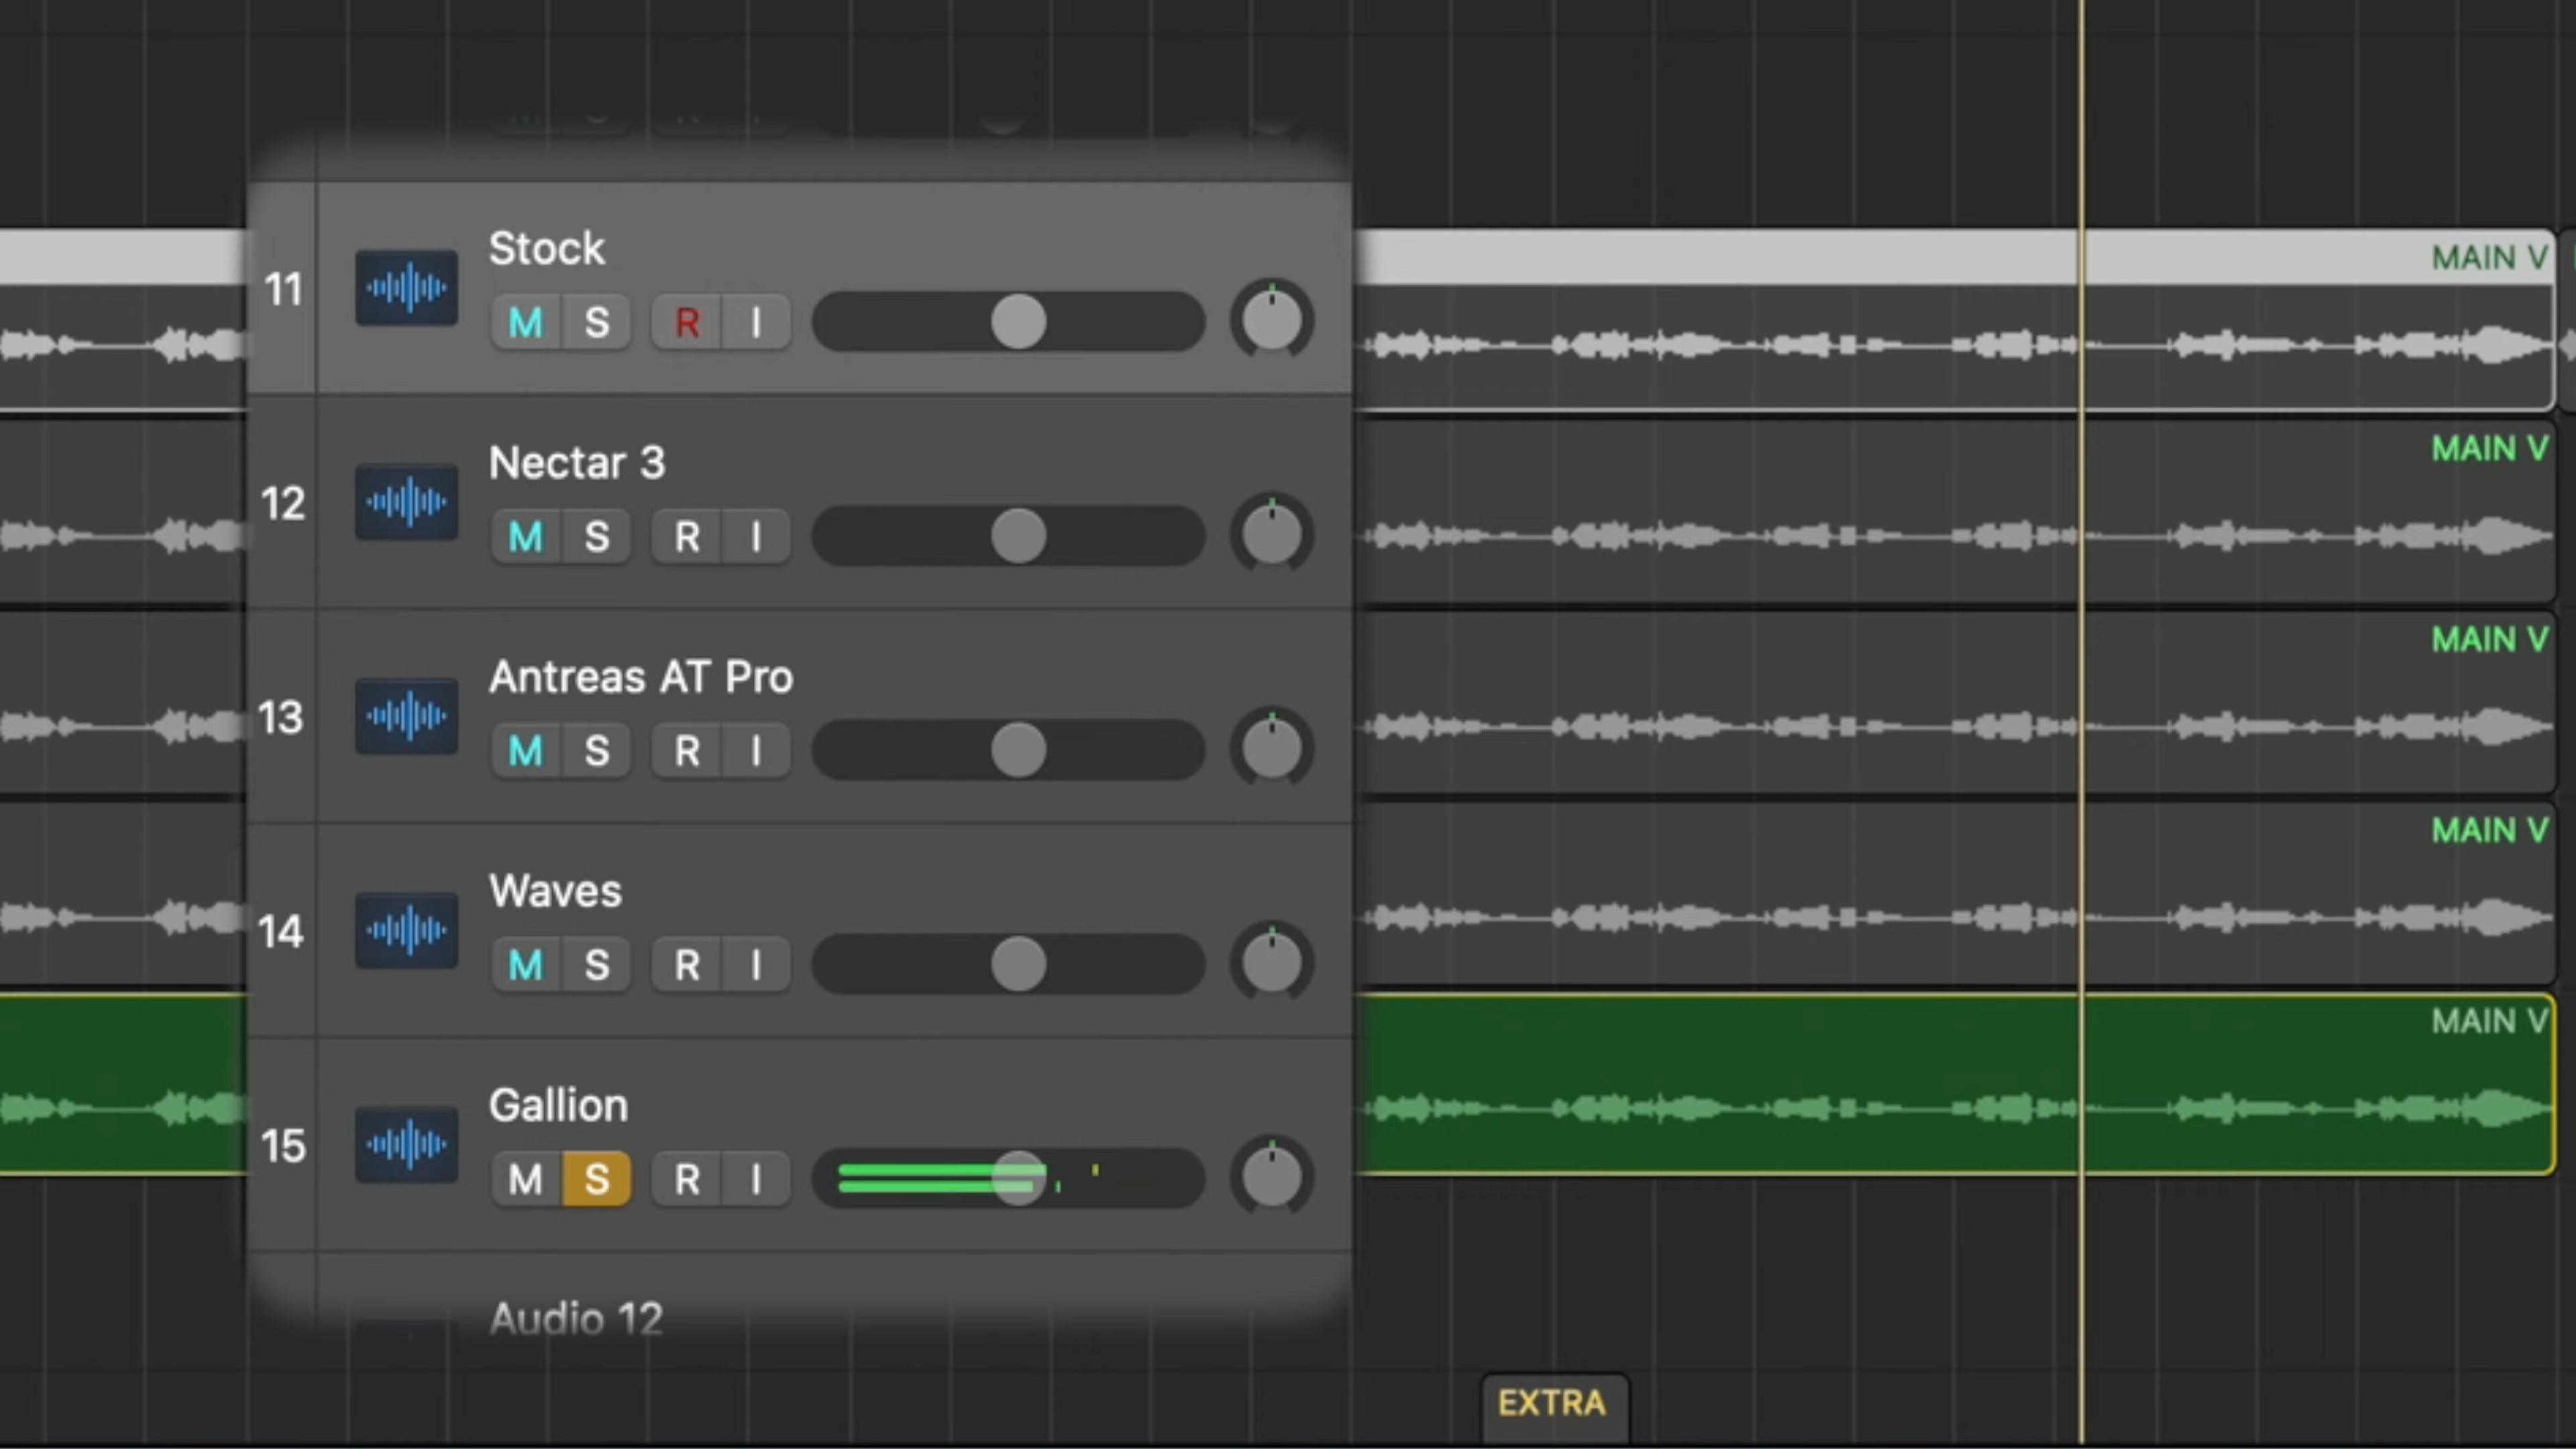 11
Stock
M S R I
MAIN V
12
Nectar 3
M S R I
MAIN V
13
Antreas AT Pro
M S R I
MAIN V
14
Waves
M S R I
MAIN V
15
Gallion
M S R I
MAIN V
Audio 12
EXTRA